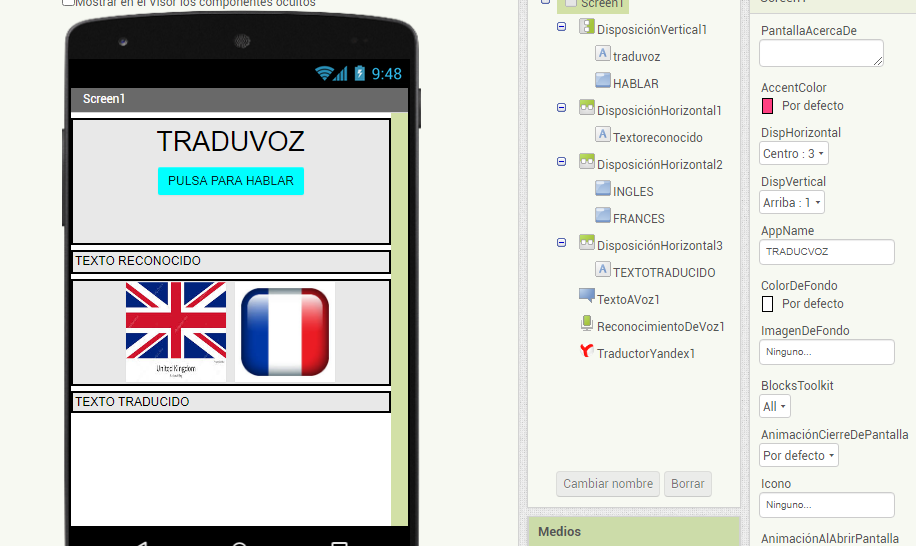 Mostrar en el Visor los componentes ocultos
9:48
Screen1
TRADUVOZ
PULSA PARA HABLAR
TEXTO RECONOCIDO
United Kingdom
TEXTO TRADUCIDO
Screen1
DisposiciónVertical1
traduvoz
HABLAR
DisposiciónHorizontal1
Textoreconocido
DisposiciónHorizontal2
INGLES
FRANCES
DisposiciónHorizontal3
TEXTOTRADUCIDO
TextoAVoz1
ReconocimientoDeVoz1
TraductorYandex1
Cambiar nombre Borrar
Medios
Screen1
PantallaAcercaDe
AccentColor
Por defecto
DispHorizontal
Centro : 3
DispVertical
Arriba : 1
AppName
TRADUCVOZ
ColorDeFondo
Por defecto
ImagenDeFondo
Ninguno...
BlocksToolkit
All
AnimaciónCierreDePantalla
Por defecto
Icono
Ninguno...
AnimaciónAlAbrirPantalla